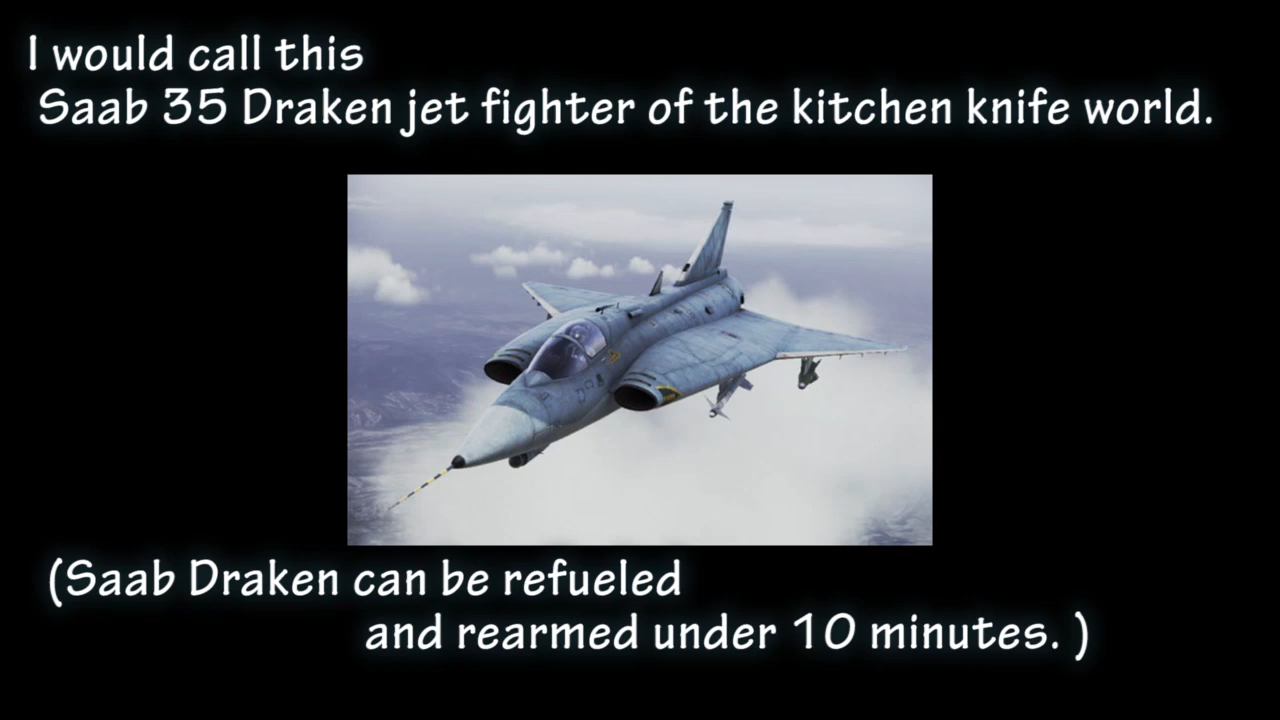 I would call this
Saab 35 Draken jet fighter of the kitchen knife world.
(Saab Draken can be refueled
and rearmed under 10 minutes. )